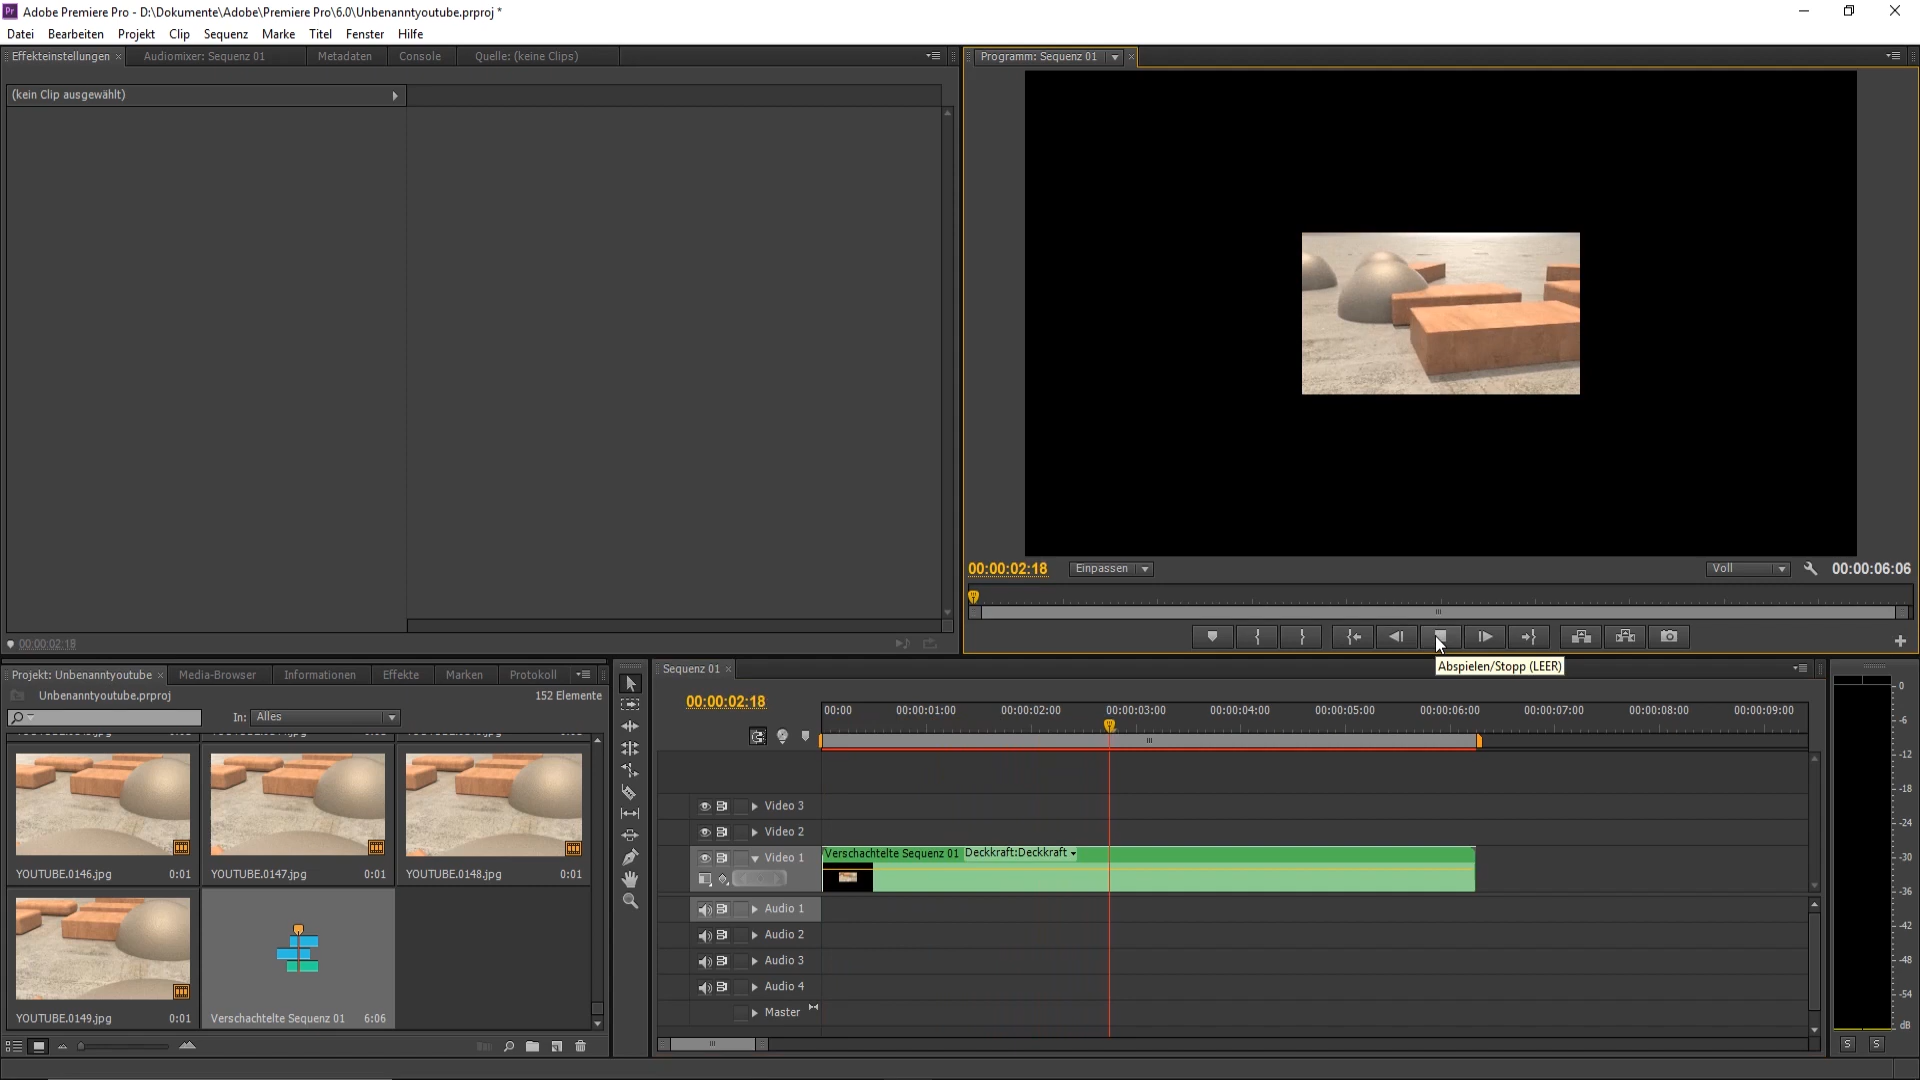 Adobe Premiere Pro - D:\Dokumente\Adobe\Premiere Pro\6.0\Unbenanntyoutube.prproj *
Datei Bearbeiten Projekt Clip Sequenz Marke Titel Fenster Hilfe
Effekteinstellungen Audiomixer: Sequenz 01 Metadaten Console Quelle: (keine Clips)
Programm: Sequenz 01
(kein Clip ausgewählt)
00:00:02:18 Einpassen Voll 00:00:06:06
00:00:02:18
Abspielen/Stopp (LEER)
Projekt: Unbenanntyoutube Media-Browser Informationen Effekte Marken Protokoll
Unbenanntyoutube.prproj 152 Elemente
In: Alles
YOUTUBE.0146.jpg 0:01
YOUTUBE.0147.jpg 0:01
YOUTUBE.0148.jpg 0:01
YOUTUBE.0149.jpg 0:01
Verschachtelte Sequenz 01 6:06
Sequenz 01
00:00:02:18
00:00 00:00:01:00 00:00:02:00 00:00:03:00 00:00:04:00 00:00:05:00 00:00:06:00 00:00:07:00 00:00:08:00 00:00:09:00
Video 3
Video 2
Video 1
Verschachtelte Sequenz 01 Deckkraft:Deckkraft
Audio 1
Audio 2
Audio 3
Audio 4
Master
0
-6
-12
-18
-24
-30
-36
-42
-48
-54
dB
S S